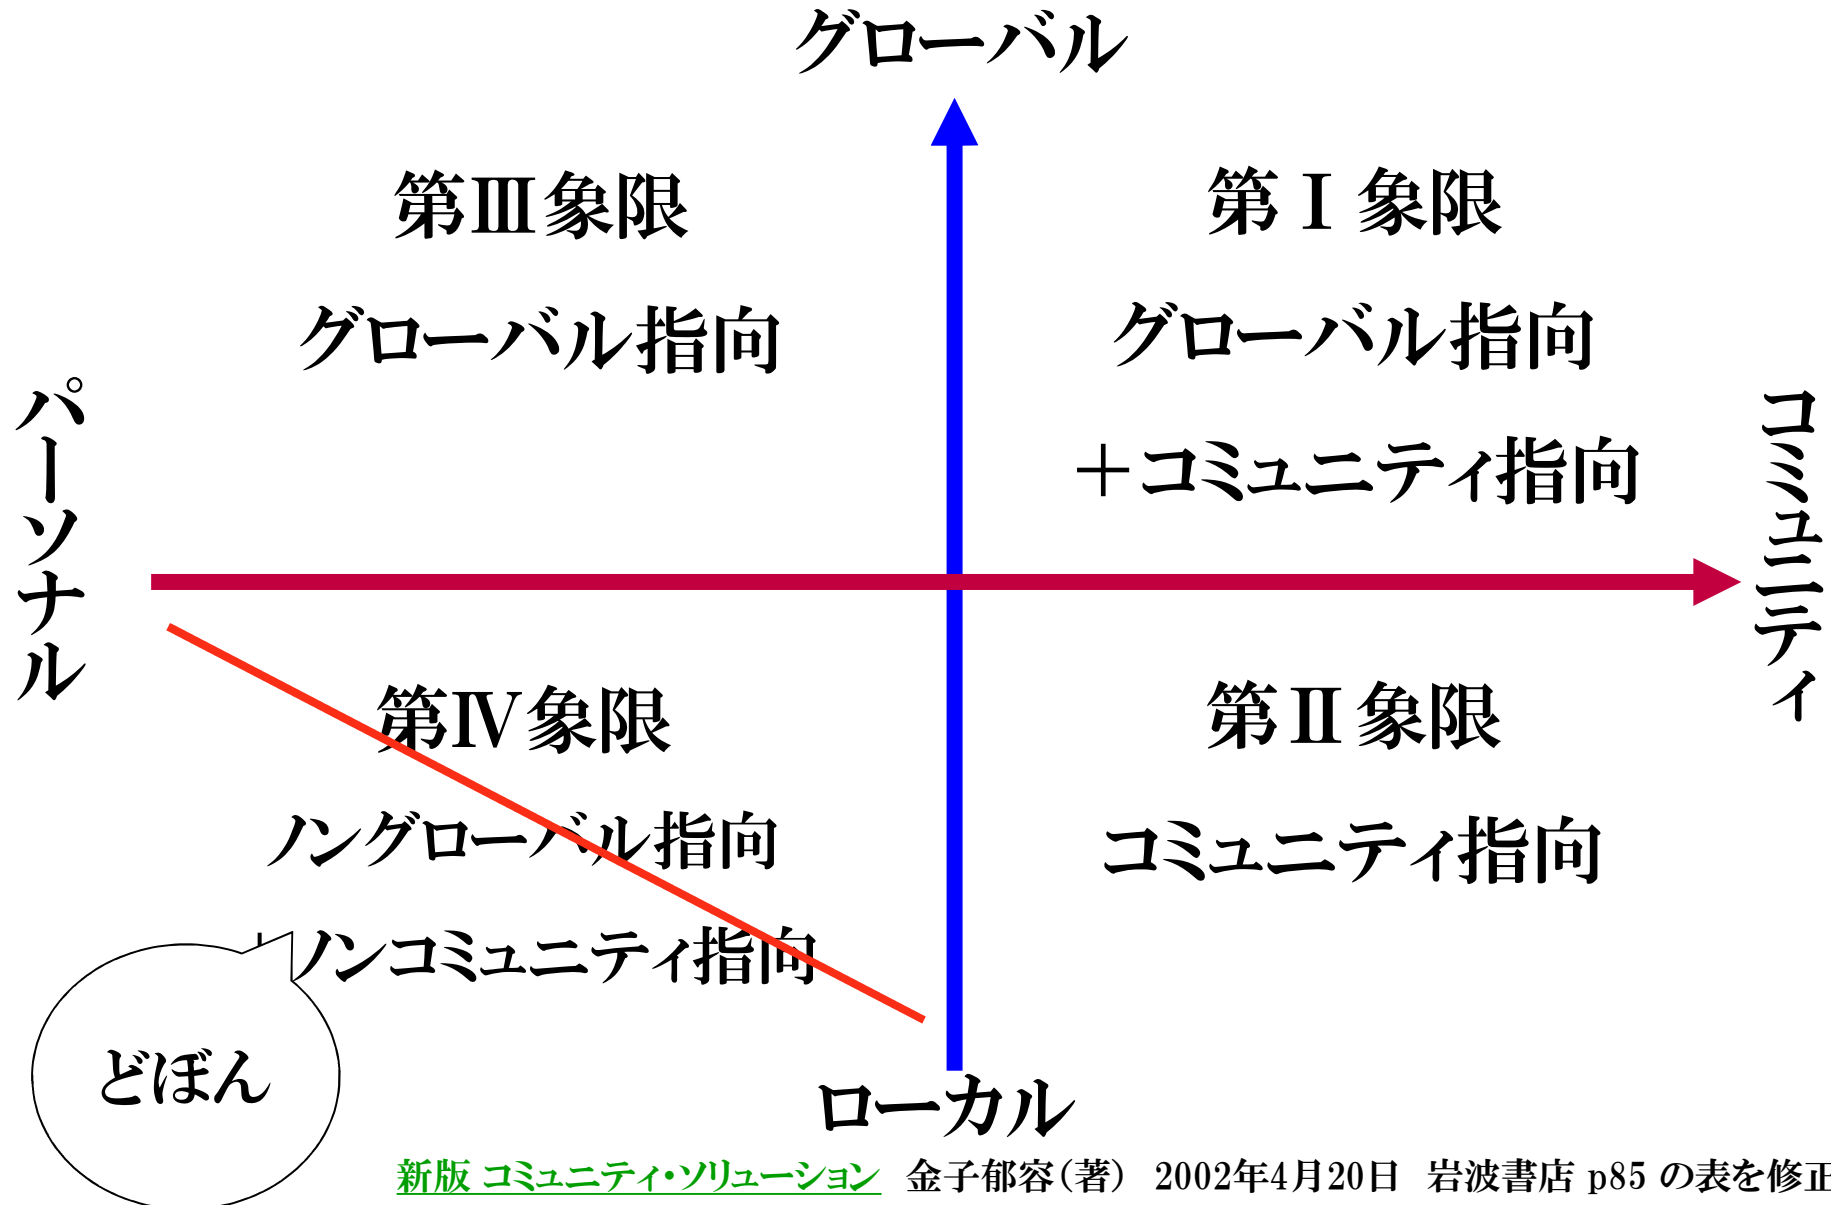 グローバル
第Ⅲ象限
グローバル指向
第Ⅰ象限
グローバル指向
＋コミュニティ指向
パーソナル
コミュニティ
第Ⅳ象限
ノングローバル指向
ノンコミュニティ指向
第Ⅱ象限
コミュニティ指向
どぼん
ローカル
新版 コミュニティ・ソリューション 金子郁容（著） 2002年4月20日 岩波書店 p85 の表を修正